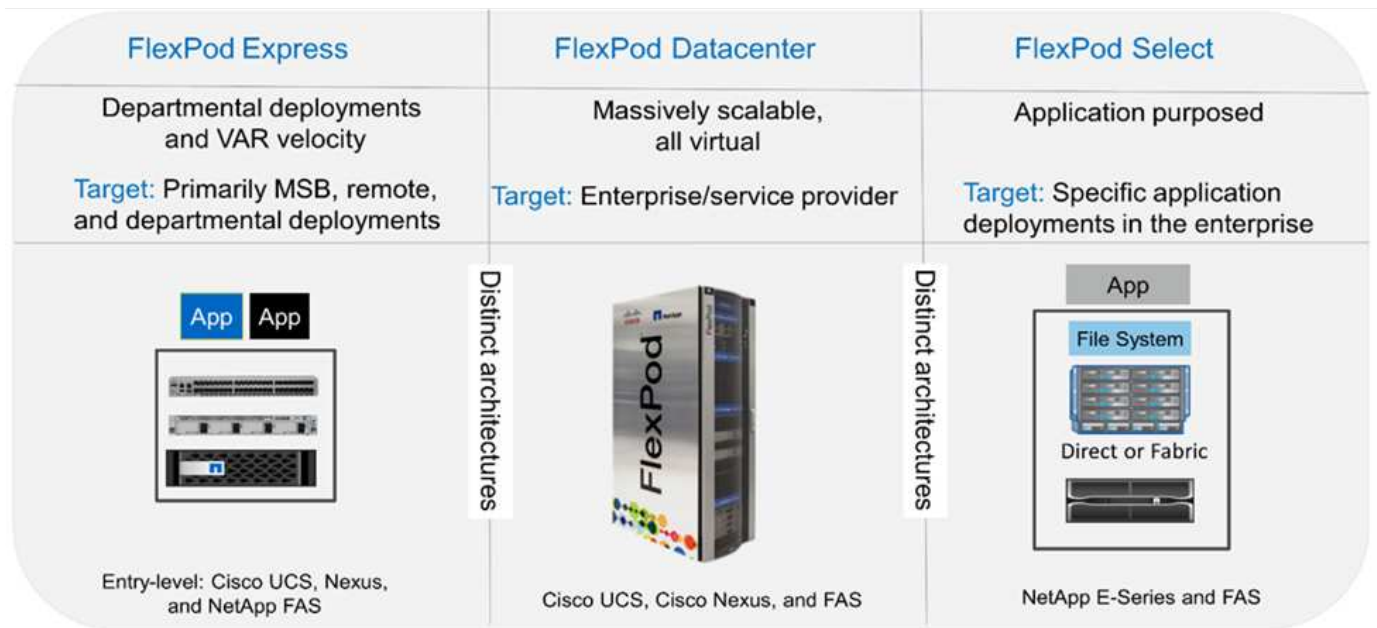 FlexPod Express
Departmental deployments
and VAR velocity
Target: Primarily MSB, remote,
and departmental deployments
App
App
Entry-level: Cisco UCS, Nexus,
and NetApp FAS
Distinct architectures
FlexPod Datacenter
Massively scalable,
all virtual
Target: Enterprise/service provider
FlexPod
Cisco UCS, Cisco Nexus, and FAS
Distinct architectures
FlexPod Select
Application purposed
Target: Specific application
deployments in the enterprise
App
File System
Direct or Fabric
NetApp E-Series and FAS